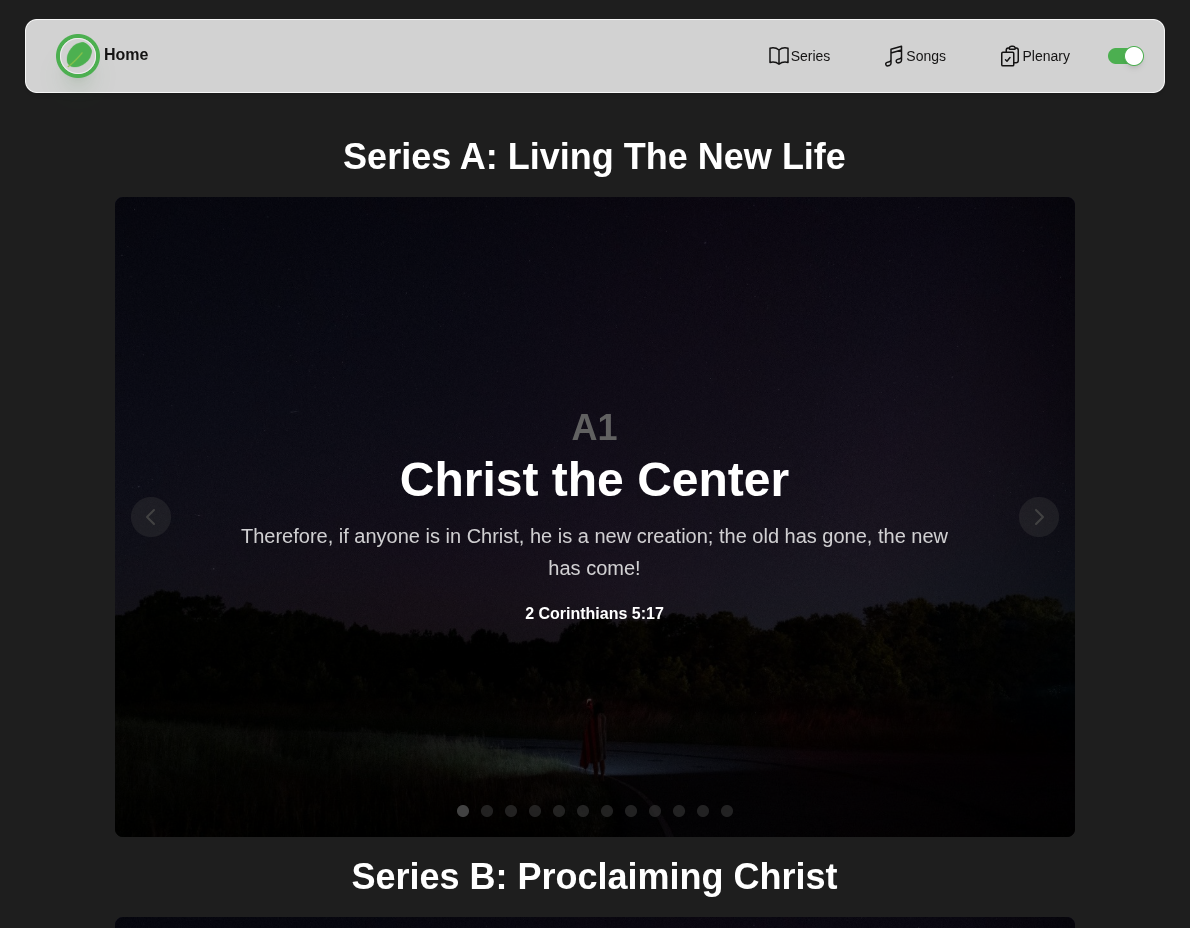 Home
Series
Songs
Plenary
Series A: Living The New Life
A1
Christ the Center
Therefore, if anyone is in Christ, he is a new creation; the old has gone, the new
has come!
2 Corinthians 5:17
Series B: Proclaiming Christ